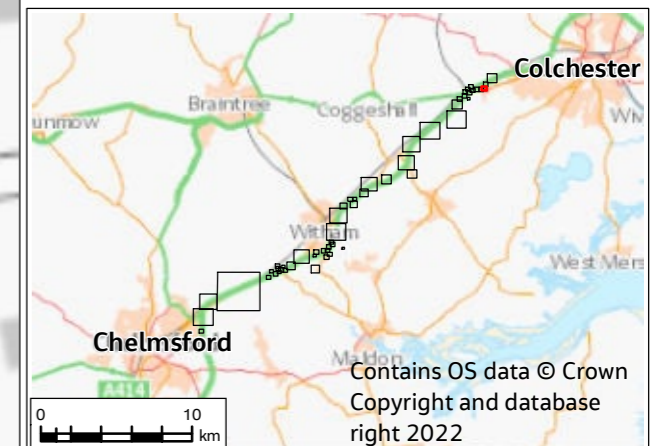 Colchester
Braintree
Coggeshall
unmow
Wiv
Witham
West Mers
Chelmsford
Maldon
A414
Contains OS data © Crown
Copyright and database
right 2022
0 10
km